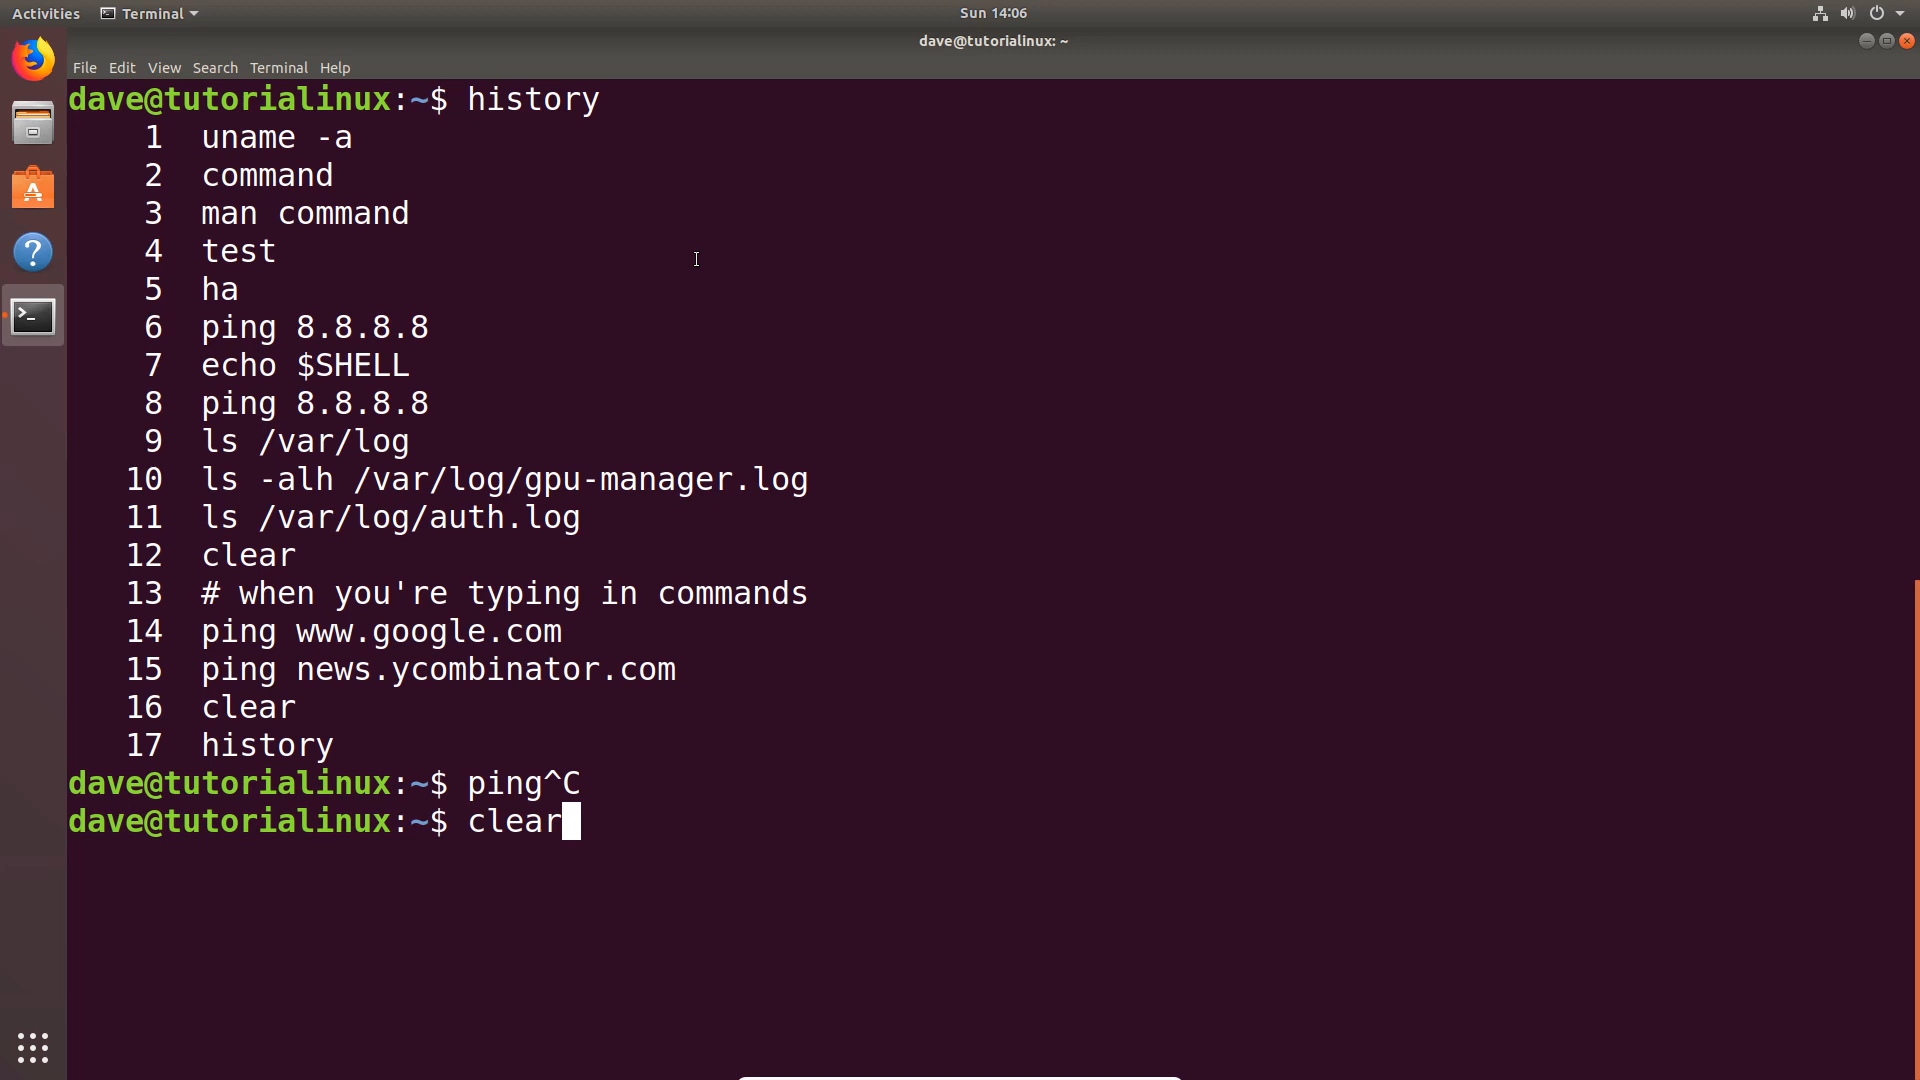 Activities Terminal Sun 14:06
dave@tutorialinux: ~
File Edit View Search Terminal Help
dave@tutorialinux:~$ history
1 uname -a
2 command
3 man command
4 test
5 ha
6 ping 8.8.8.8
7 echo $SHELL
8 ping 8.8.8.8
9 ls /var/log
10 ls -alh /var/log/gpu-manager.log
11 ls /var/log/auth.log
12 clear
13 # when you're typing in commands
14 ping www.google.com
15 ping news.ycombinator.com
16 clear
17 history
dave@tutorialinux:~$ ping^C
dave@tutorialinux:~$ clear